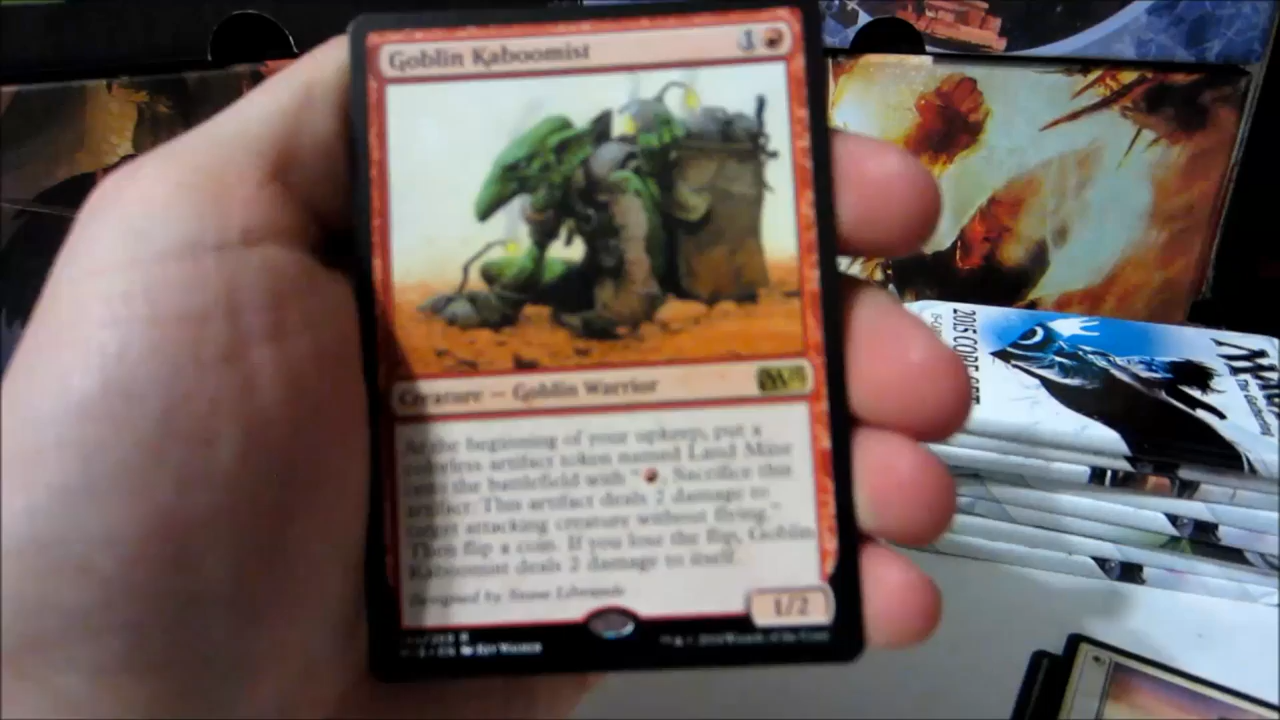 Goblin Kaboomist
1
Creature — Goblin Warrior
M15
At the beginning of your upkeep, put a
colorless artifact token named Land Mine
onto the battlefield with "
, Sacrifice this
artifact: This artifact deals 2 damage to
target attacking creature without flying."
Then flip a coin. If you lose the flip, Goblin
Kaboomist deals 2 damage to itself.
Designed by Stone Librande
1/2
2015 CORE SET